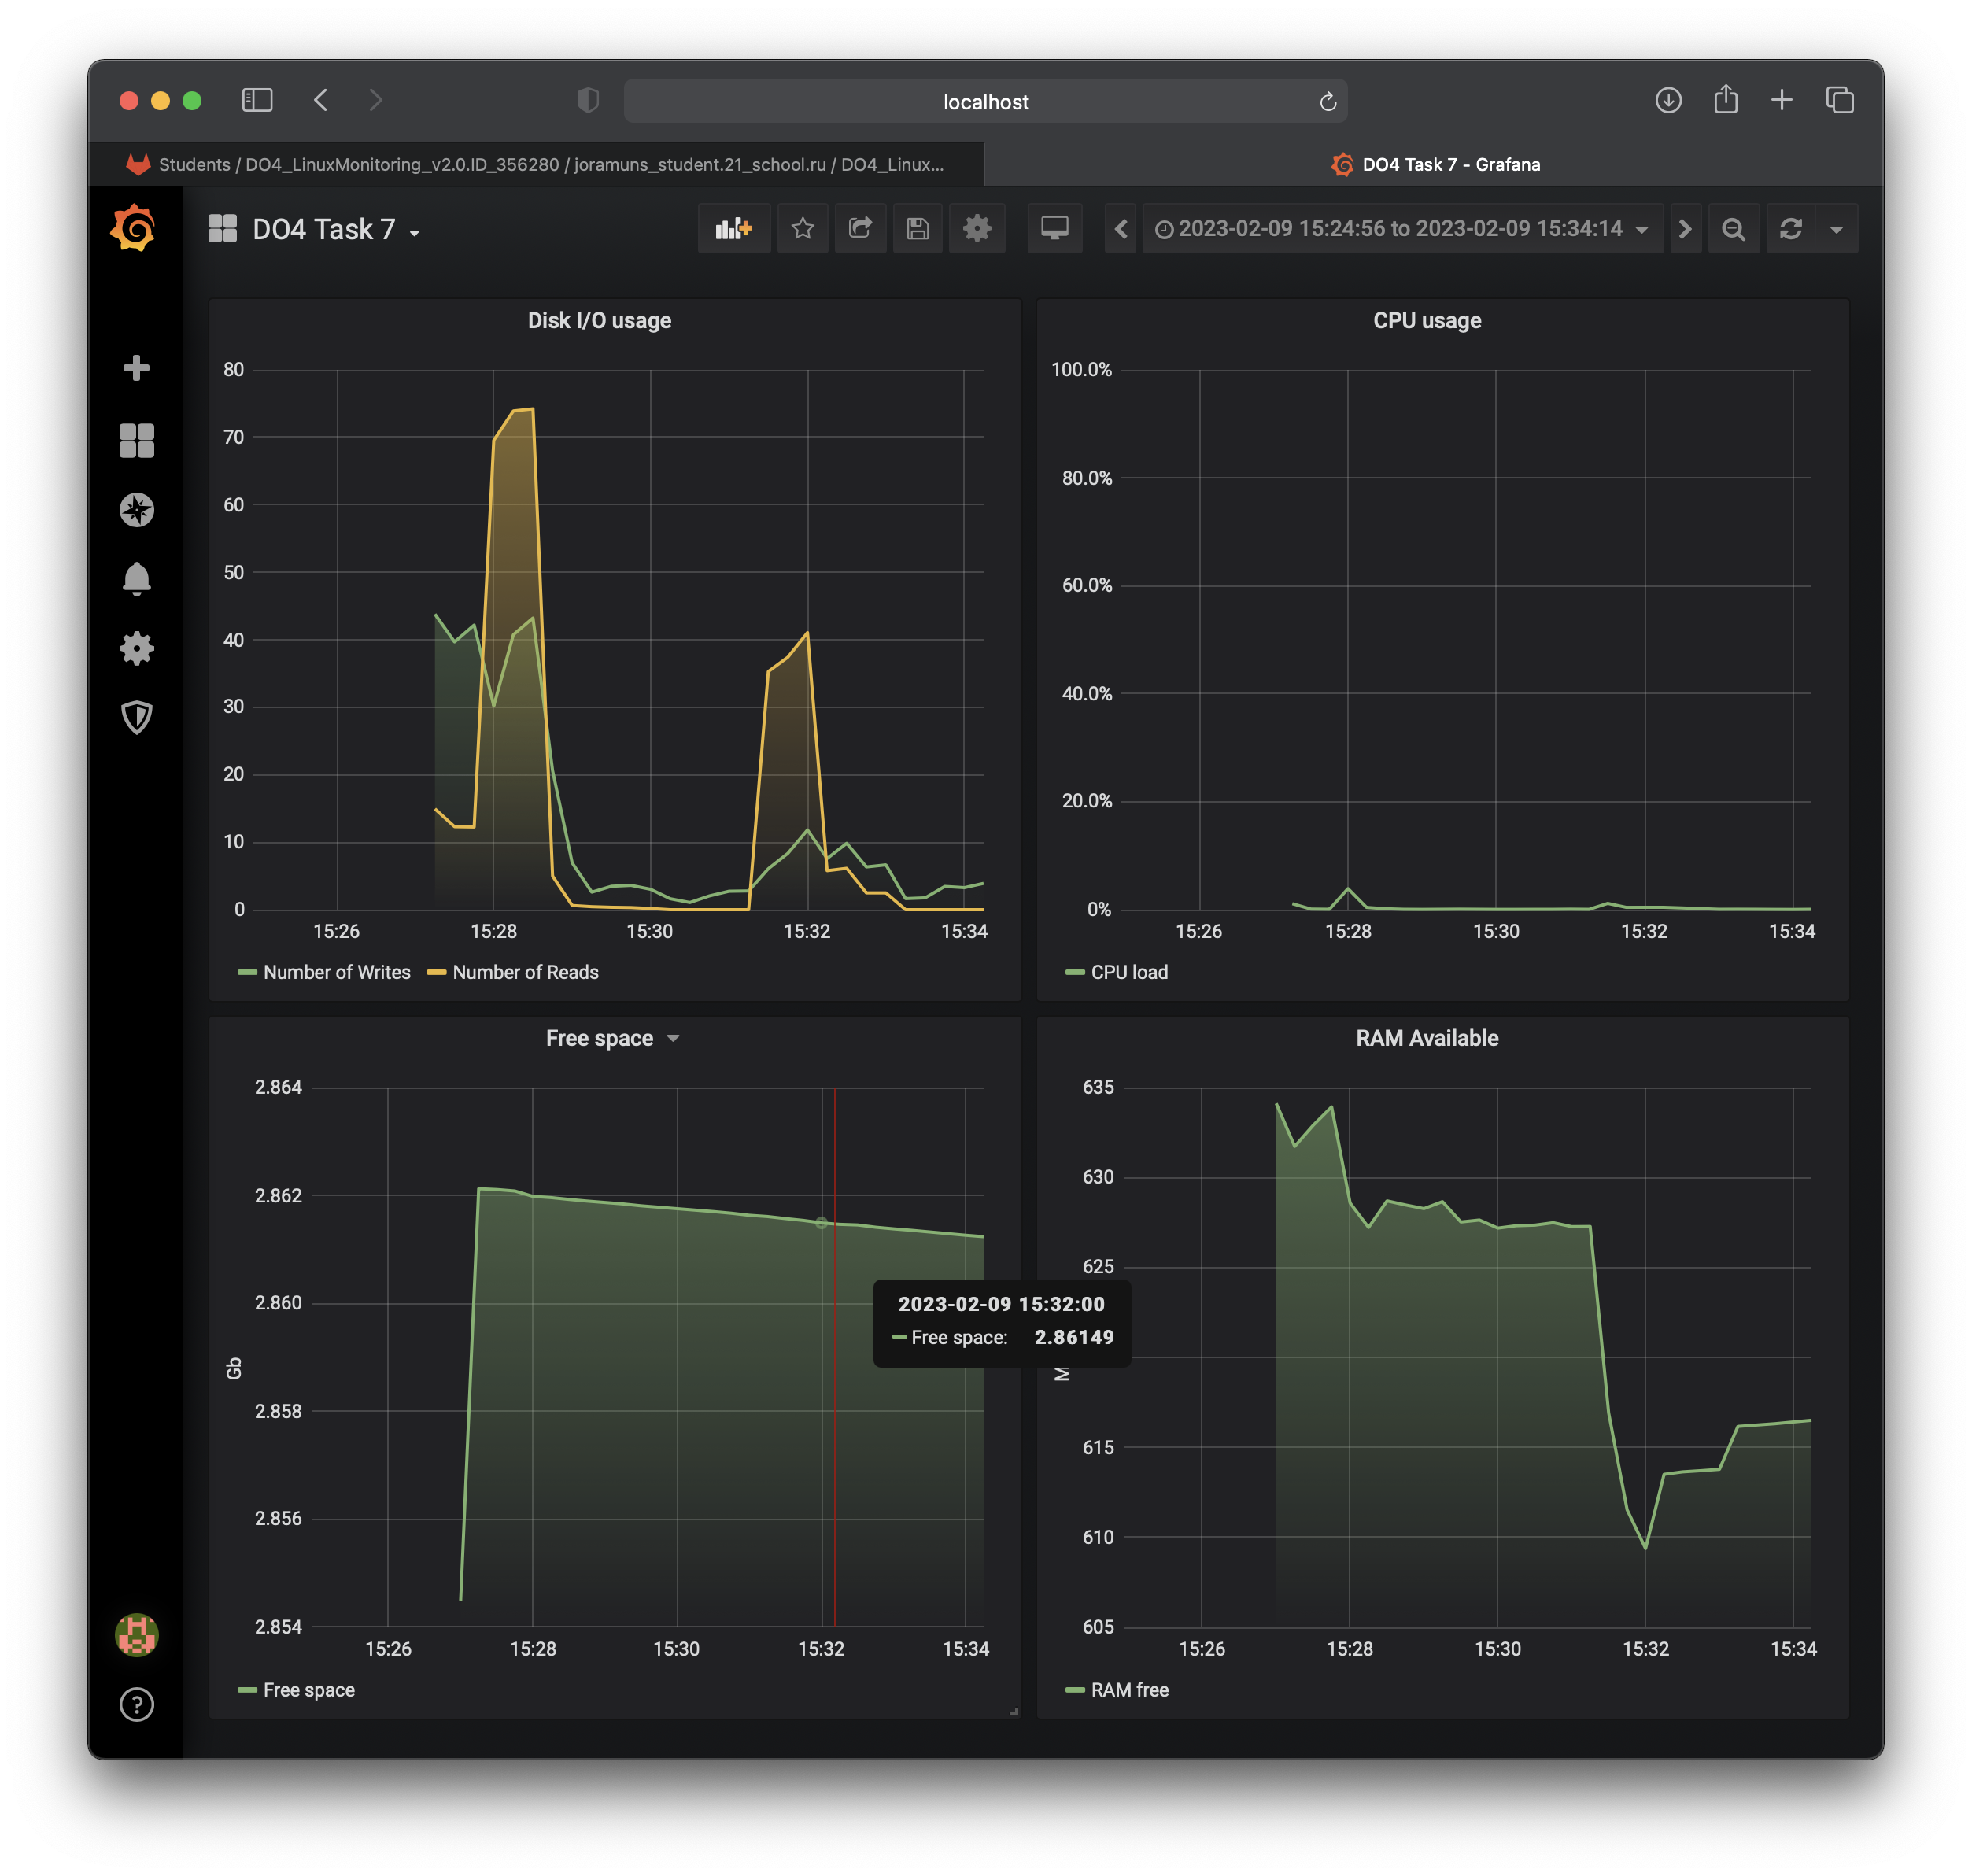 localhost
Students / DO4_LinuxMonitoring_v2.0.ID_356280 / joramuns_student.21_school.ru / DO4_Linux...
DO4 Task 7 - Grafana
DO4 Task 7
2023-02-09 15:24:56 to 2023-02-09 15:34:14
Disk I/O usage
80
70
60
50
40
30
20
10
0
15:26 15:28 15:30 15:32 15:34
Number of Writes Number of Reads
CPU usage
100.0%
80.0%
60.0%
40.0%
20.0%
0%
15:26 15:28 15:30 15:32 15:34
CPU load
Free space
2.864
2.862
2.860
2.858
2.856
2.854
Gb
15:26 15:28 15:30 15:32 15:34
Free space
2023-02-09 15:32:00
Free space: 2.86149
RAM Available
635
630
625
615
610
605
15:26 15:28 15:30 15:32 15:34
RAM free